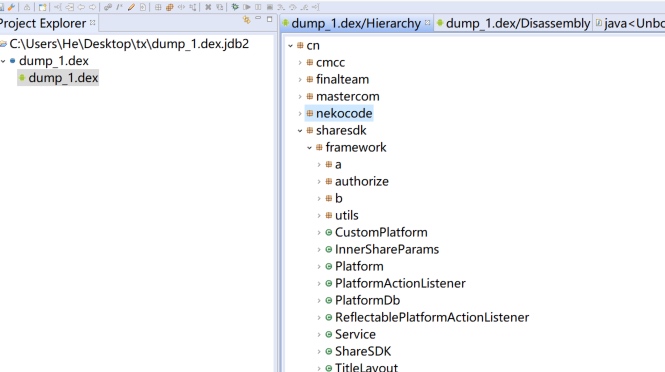 Project Explorer
C:\Users\He\Desktop\tx\dump_1.dex.jdb2
dump_1.dex
dump_1.dex
dump_1.dex/Hierarchy
dump_1.dex/Disassembly
java<Unbo
cn
cmcc
finalteam
mastercom
nekocode
sharesdk
framework
a
authorize
b
utils
CustomPlatform
InnerShareParams
Platform
PlatformActionListener
PlatformDb
ReflectablePlatformActionListener
Service
ShareSDK
TitleLayout